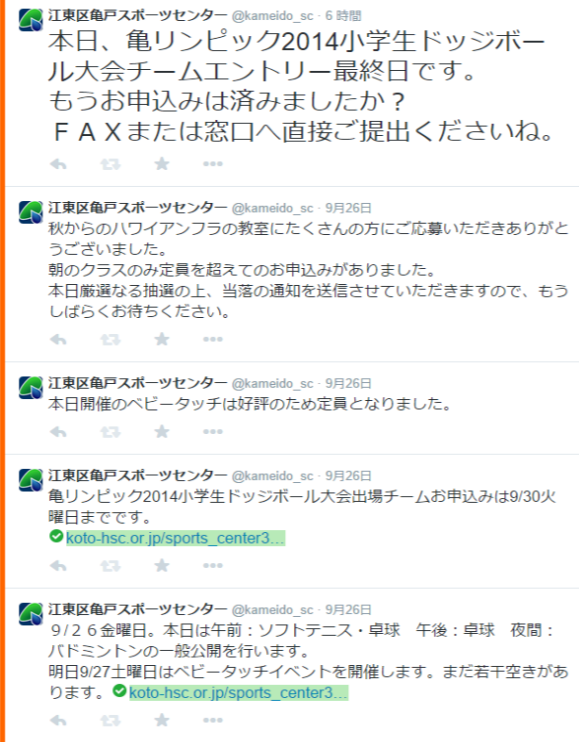 江東区亀戸スポーツセンター @kameido_sc · 6 時間
本日、亀リンピック2014小学生ドッジボー
ル大会チームエントリー最終日です。
もうお申込みは済みましたか？
ＦＡＸまたは窓口へ直接ご提出くださいね。
江東区亀戸スポーツセンター @kameido_sc · 9月26日
秋からのハワイアンフラの教室にたくさんの方にご応募いただきありがと
うございました。
朝のクラスのみ定員を超えてのお申込みがありました。
本日厳選なる抽選の上、当落の通知を送信させていただきますので、もう
しばらくお待ちください。
江東区亀戸スポーツセンター @kameido_sc · 9月26日
本日開催のベビータッチは好評のため定員となりました。
江東区亀戸スポーツセンター @kameido_sc · 9月26日
亀リンピック2014小学生ドッジボール大会出場チームお申込みは9/30火
曜日までです。
koto-hsc.or.jp/sports_center3...
江東区亀戸スポーツセンター @kameido_sc · 9月26日
９/２６金曜日。本日は午前：ソフトテニス・卓球　午後：卓球　夜間：
バドミントンの一般公開を行います。
明日9/27土曜日はベビータッチイベントを開催します。まだ若干空きがあ
ります。 koto-hsc.or.jp/sports_center3...